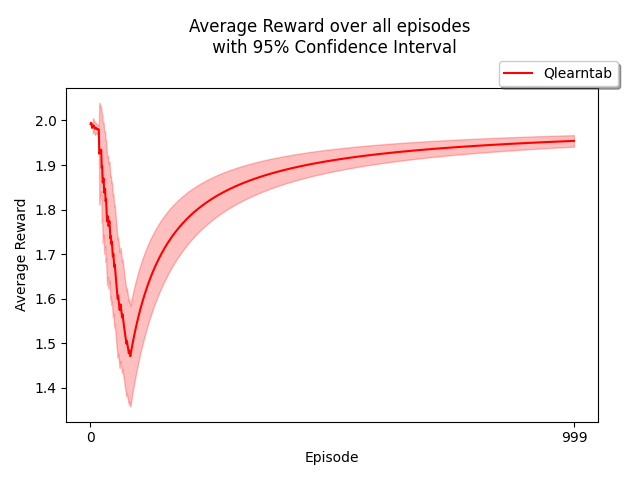 Average Reward over all episodes
with 95% Confidence Interval
Qlearntab
2.0
1.9
1.8
1.7
1.6
1.5
1.4
Average Reward
0
999
Episode